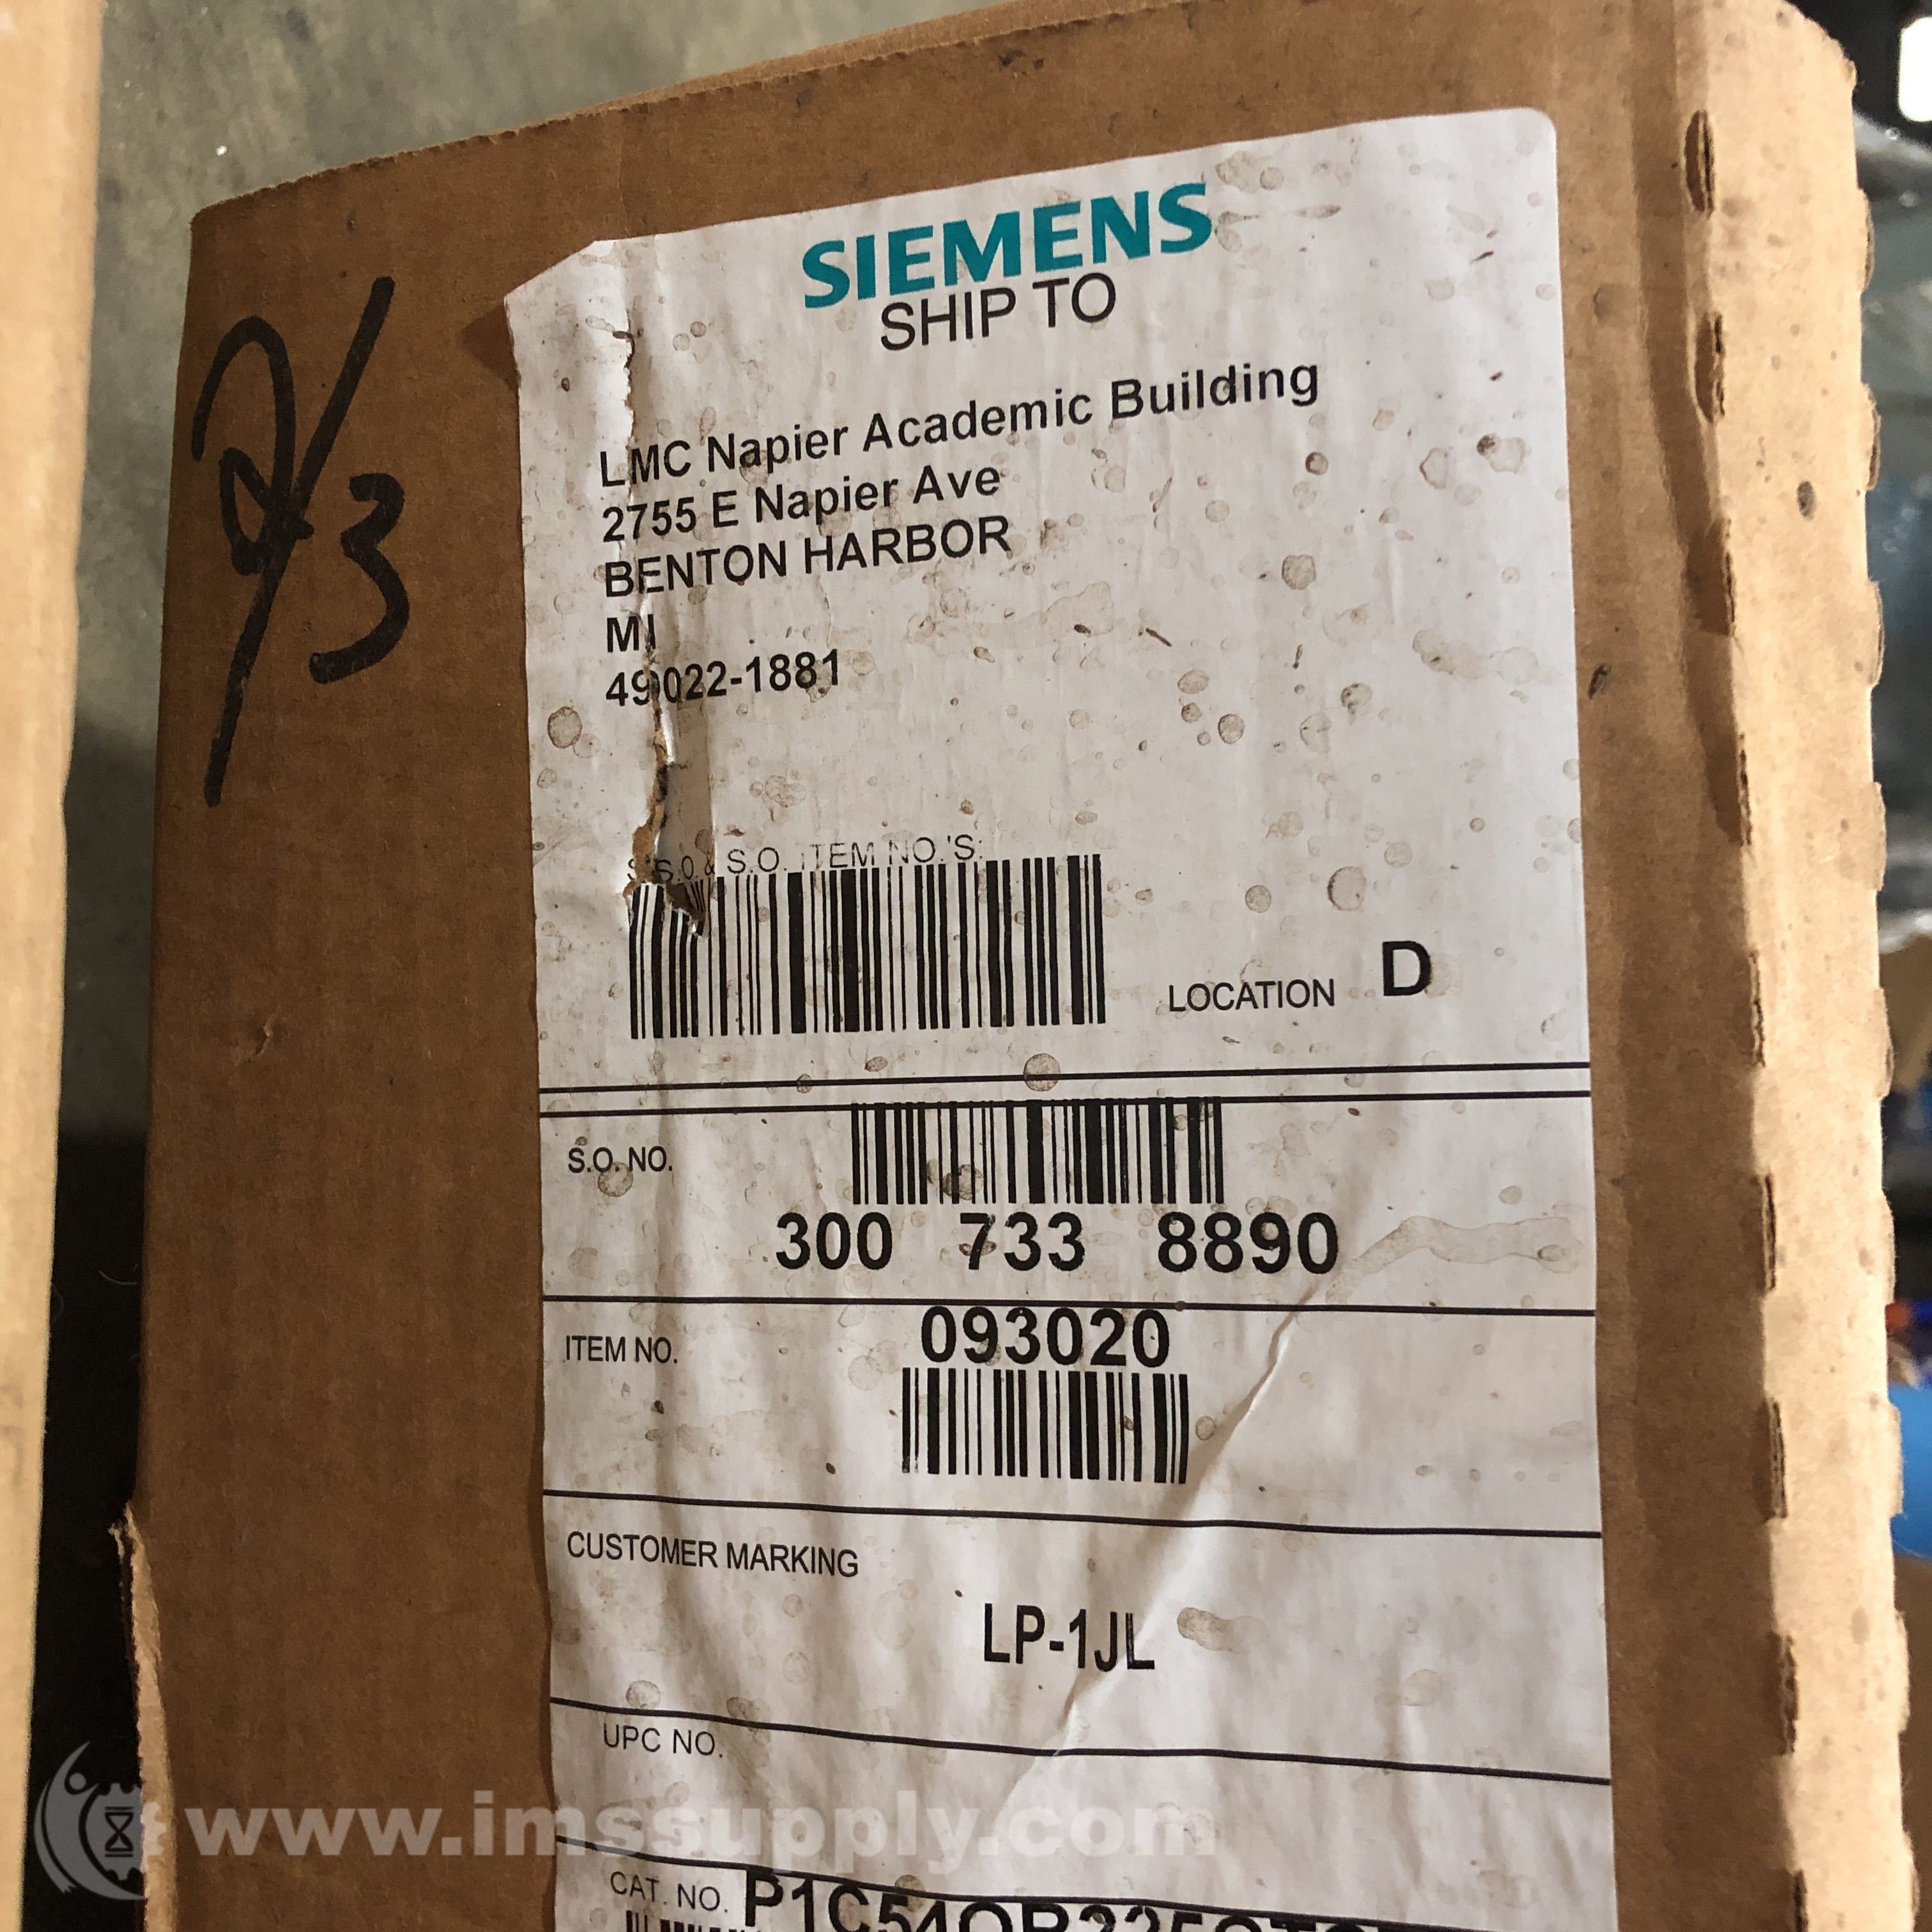 2/3
SIEMENS
SHIP TO
LMC Napier Academic Building
2755 E Napier Ave
BENTON HARBOR
MI
49022-1881
S.O. & S.O. ITEM NO.'S:
LOCATION D
S.O. NO.
300 733 8890
ITEM NO.
093020
CUSTOMER MARKING
LP-1JL
UPC NO.
www.imssupply.com
CAT. NO.